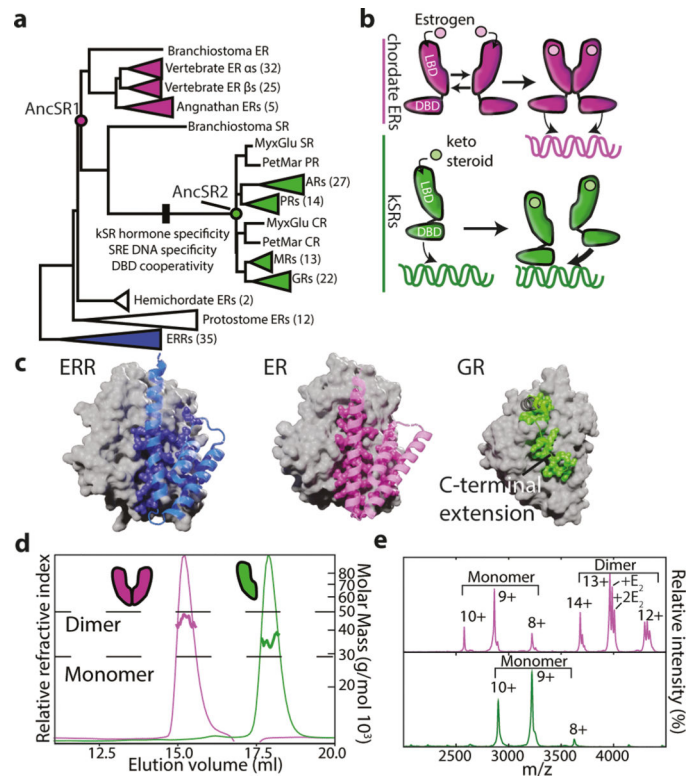 a
Branchiostoma ER
Vertebrate ER αs (32)
Vertebrate ER βs (25)
Angnathan ERs (5)
AncSR1
Branchiostoma SR
MyxGlu SR
PetMar PR
AncSR2
ARs (27)
PRs (14)
kSR hormone specificity
SRE DNA specificity
DBD cooperativity
MyxGlu CR
PetMar CR
MRs (13)
GRs (22)
Hemichordate ERs (2)
Protostome ERs (12)
ERRs (35)
b
chordate ERs
Estrogen
LBD
DBD
kSRs
keto
steroid
LBD
DBD
c
ERR
ER
GR
C-terminal
extension
d
Relative refractive index
Dimer
Monomer
80
70
60
50
40
30
20
Molar Mass (g/mol 10³)
12.0
15.0
17.5
20.0
Elution volume (ml)
e
Monomer
10+
9+
8+
Dimer
14+
13+
+E₂
+2E₂
12+
Monomer
10+
9+
8+
2500
3000
3500
4000
m/z
Relative intensity (%)